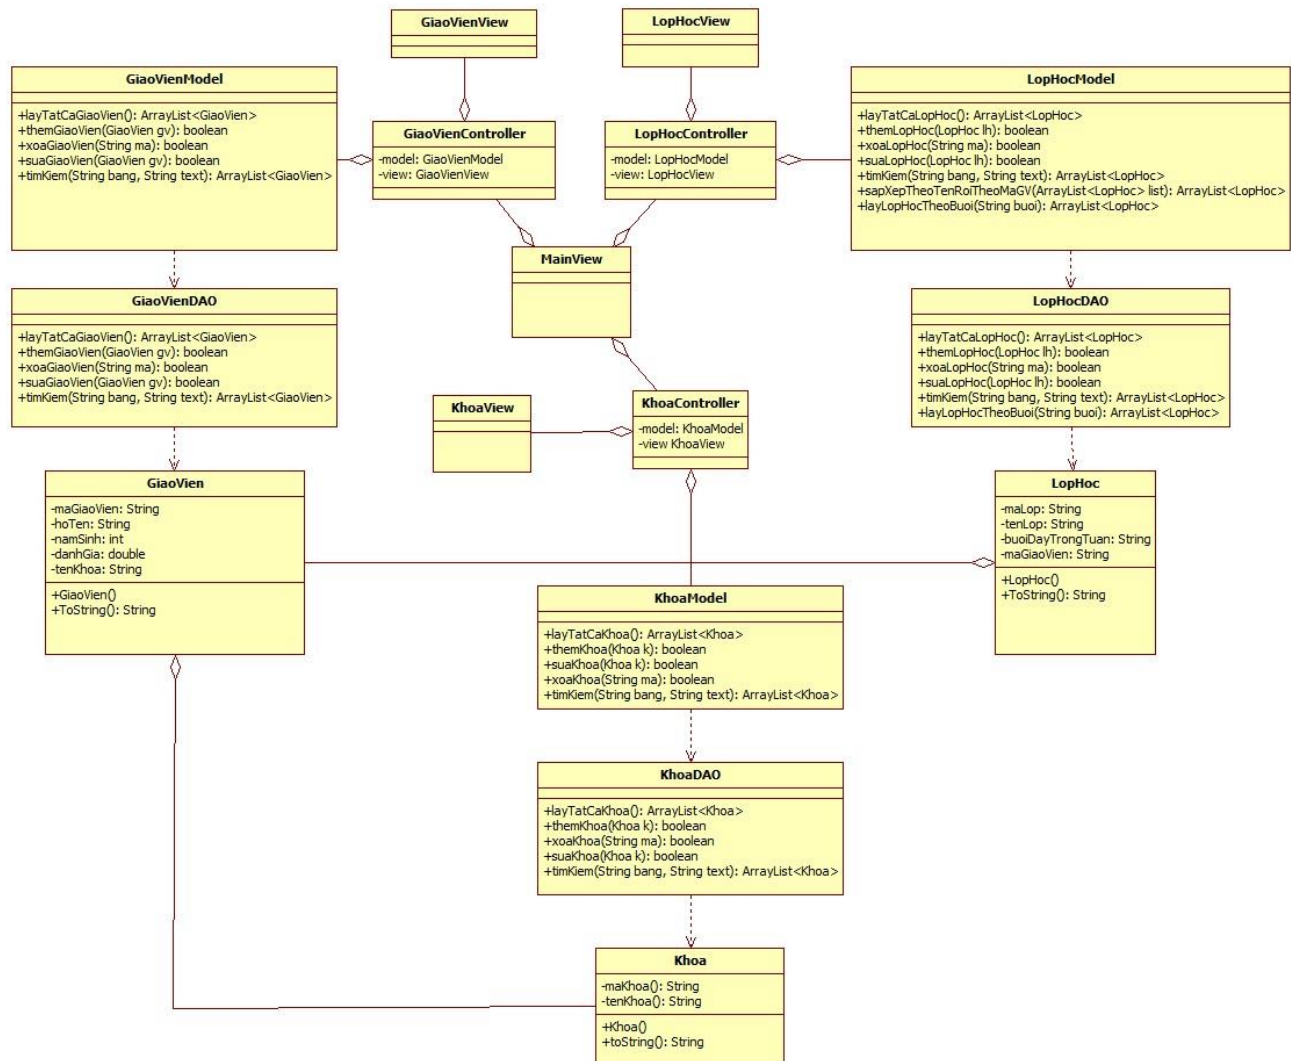 GiaoVienView
LopHocView
GiaoVienModel
+layTatCaGiaoVien(): ArrayList<GiaoVien>
+themGiaoVien(GiaoVien gv): boolean
+xoaGiaoVien(String ma): boolean
+suaGiaoVien(GiaoVien gv): boolean
+timKiem(String bang, String text): ArrayList<GiaoVien>
GiaoVienController
-model: GiaoVienModel
-view: GiaoVienView
LopHocController
-model: LopHocModel
-view: LopHocView
LopHocModel
+layTatCaLopHoc(): ArrayList<LopHoc>
+themLopHoc(LopHoc lh): boolean
+xoaLopHoc(String ma): boolean
+suaLopHoc(LopHoc lh): boolean
+timKiem(String bang, String text): ArrayList<LopHoc>
+sapXepTheoTenRoiTheoMaGV(ArrayList<LopHoc> list): ArrayList<LopHoc>
+layLopHocTheoBuoi(String buoi): ArrayList<LopHoc>
MainView
GiaoVienDAO
+layTatCaGiaoVien(): ArrayList<GiaoVien>
+themGiaoVien(GiaoVien gv): boolean
+xoaGiaoVien(String ma): boolean
+suaGiaoVien(GiaoVien gv): boolean
+timKiem(String bang, String text): ArrayList<GiaoVien>
LopHocDAO
+layTatCaLopHoc(): ArrayList<LopHoc>
+themLopHoc(LopHoc lh): boolean
+xoaLopHoc(String ma): boolean
+suaLopHoc(LopHoc lh): boolean
+timKiem(String bang, String text): ArrayList<LopHoc>
+layLopHocTheoBuoi(String buoi): ArrayList<LopHoc>
KhoaView
KhoaController
-model: KhoaModel
-view KhoaView
GiaoVien
-maGiaoVien: String
-hoTen: String
-namSinh: int
-danhGia: double
-tenKhoa: String
+GiaoVien()
+ToString(): String
LopHoc
-maLop: String
-tenLop: String
-buoiDayTrongTuan: String
-maGiaoVien: String
+LopHoc()
+ToString(): String
KhoaModel
+layTatCaKhoa(): ArrayList<Khoa>
+themKhoa(Khoa k): boolean
+suaKhoa(Khoa k): boolean
+xoaKhoa(String ma): boolean
+timKiem(String bang, String text): ArrayList<Khoa>
KhoaDAO
+layTatCaKhoa(): ArrayList<Khoa>
+themKhoa(Khoa k): boolean
+xoaKhoa(String ma): boolean
+suaKhoa(Khoa k): boolean
+timKiem(String bang, String text): ArrayList<Khoa>
Khoa
-maKhoa(): String
-tenKhoa(): String
+Khoa()
+toString(): String